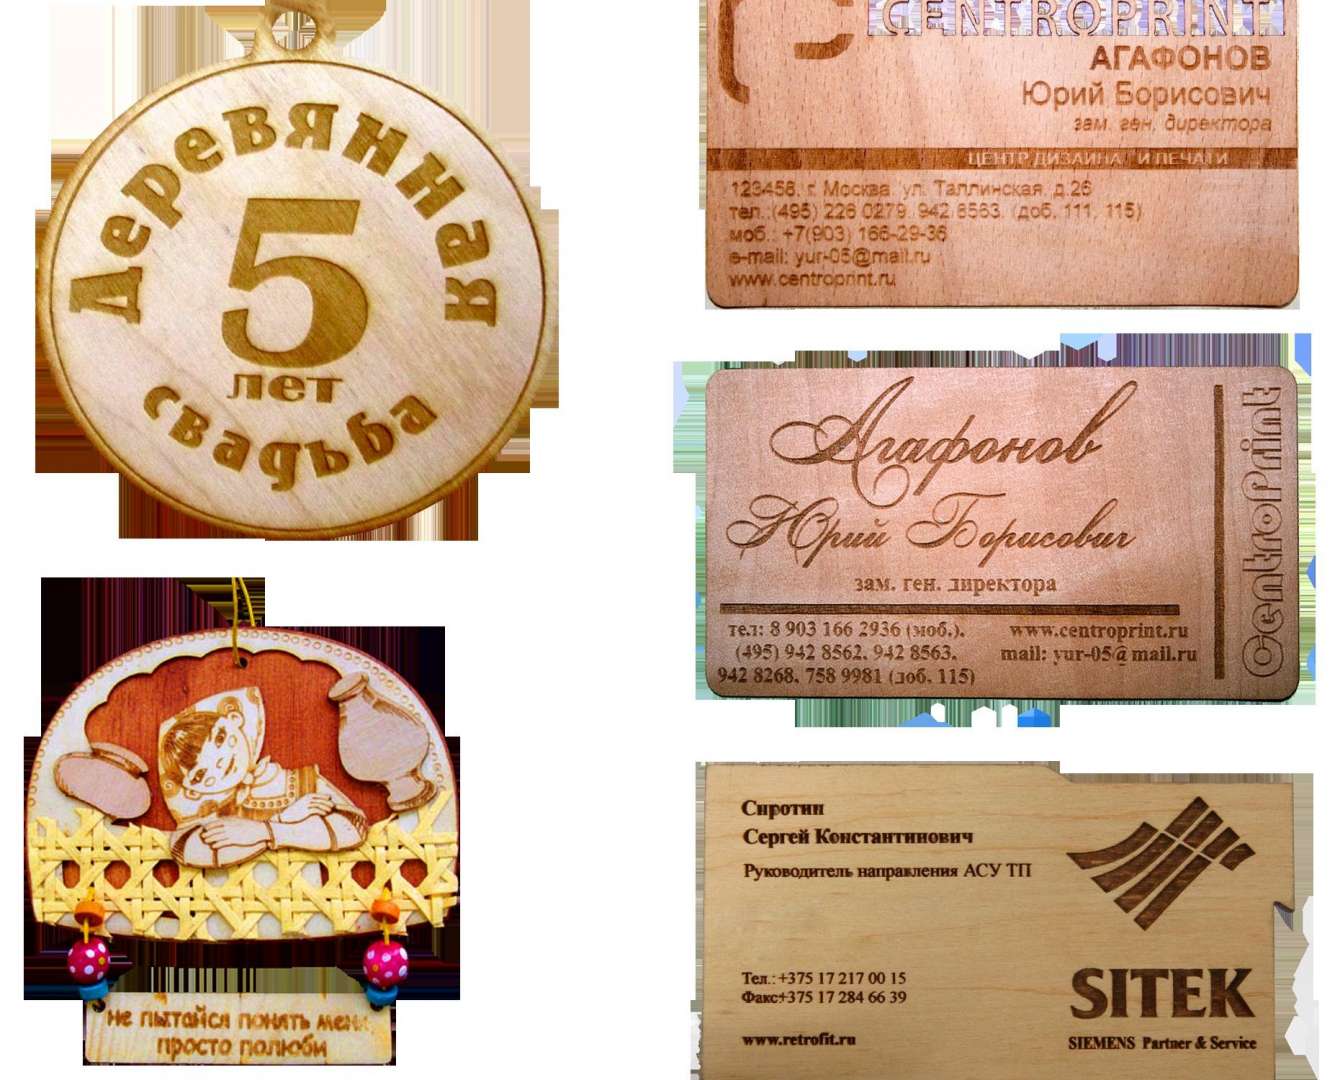 Деревянная
5
лет
свадьба
не пытайся понять меня,
просто полюби
CENTROPRINT
АГАФОНОВ
Юрий Борисович
зам. ген. директора
ЦЕНТР ДИЗАЙНА И ПЕЧАТИ
123458, г. Москва, ул. Таллинская, д.26
тел.:(495) 226 0279, 942 8563, (доб. 111, 115)
моб.: +7(903) 166-29-36
e-mail: yur-05@mail.ru
www.centroprint.ru
Агафонов
Юрий Борисович
зам. ген. директора
CentroPrint
тел: 8 903 166 2936 (моб.),
(495) 942 8562, 942 8563,
942 8268, 758 9981 (доб. 115)
www.centroprint.ru
mail: yur-05@mail.ru
Сиротин
Сергей Константинович
Руководитель направления АСУ ТП
Тел.:+375 17 217 00 15
Факс:+375 17 284 66 39
www.retrofit.ru
SITEK
SIEMENS Partner & Service